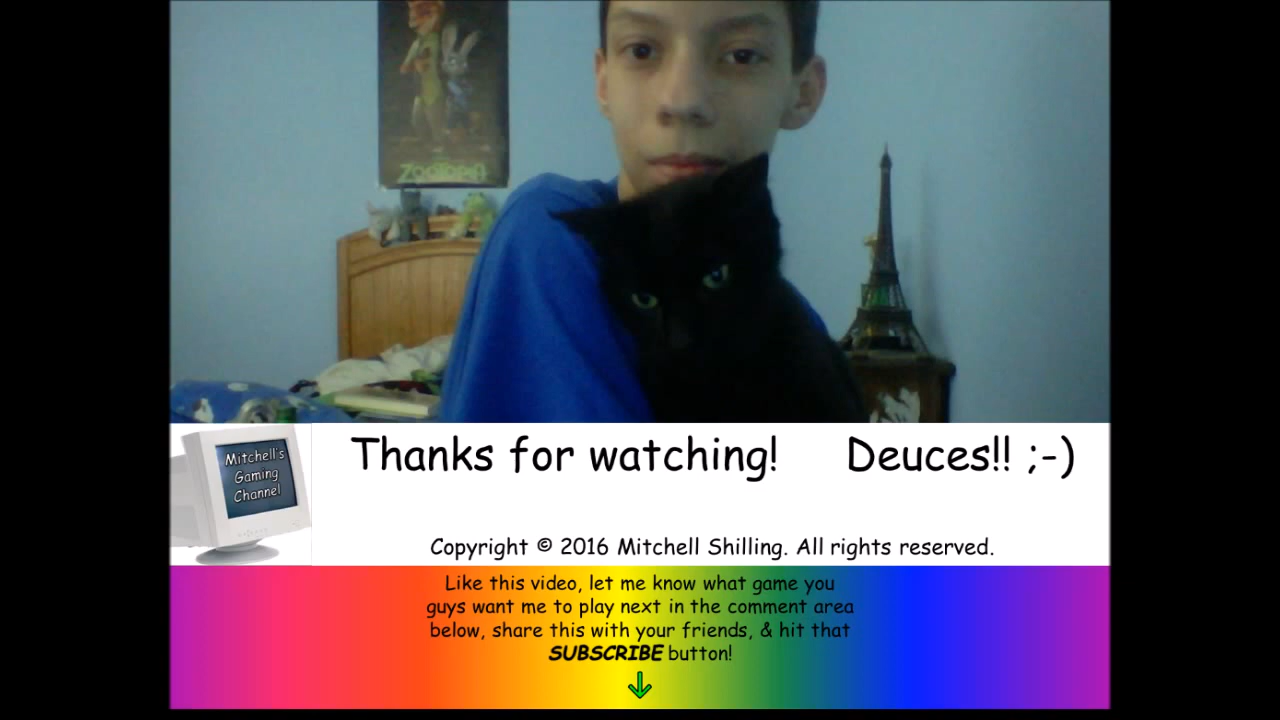 ZOOTOPIA
Mitchell's
Gaming
Channel
Thanks for watching! Deuces!! ;-)
Copyright © 2016 Mitchell Shilling. All rights reserved.
Like this video, let me know what game you
guys want me to play next in the comment area
below, share this with your friends, & hit that
SUBSCRIBE button!